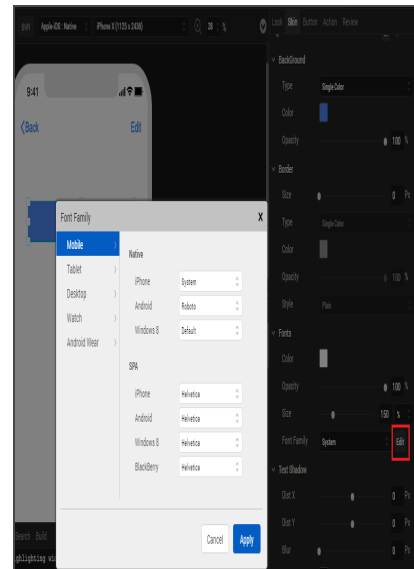 BVR Apple-iOS : Native iPhone X (1125 x 2436) 28 %
Look Skin Button Action Review
BackGround
Type Single Color
Color
Opacity 100 %
Border
Size 0 Px
Type Single Color
Color
Opacity 100 %
Style Plain
Fonts
Color
Opacity 100 %
Size 150 %
Font Family System Edit
Text Shadow
Dist X 0 Px
Dist Y 0 Px
Blur 0 Px
9:41
Back Edit
Font Family X
Mobile
Tablet
Desktop
Watch
Android Wear
Native
iPhone System
Android Roboto
Windows 8 Default
SPA
iPhone Helvetica
Android Helvetica
Windows 8 Helvetica
BlackBerry Helvetica
Cancel Apply
Search Build
ghlighting